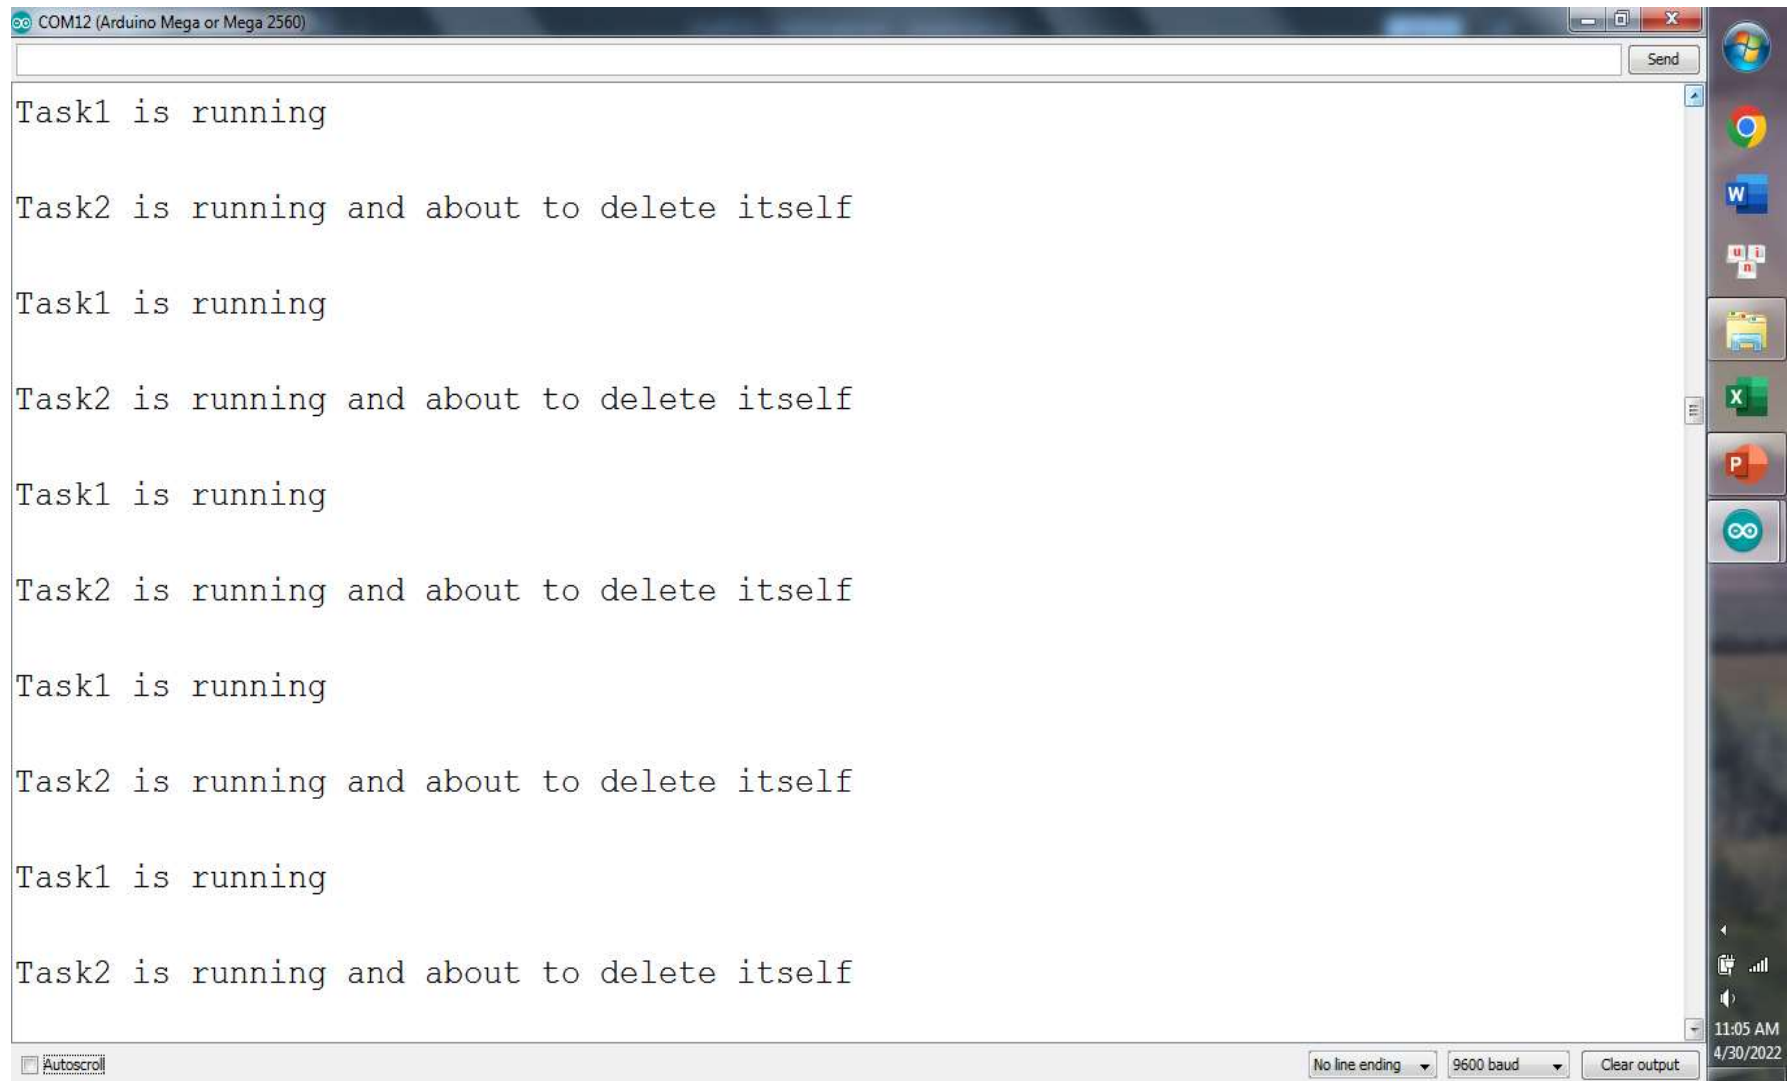 COM12 (Arduino Mega or Mega 2560)
Send
Task1 is running
Task2 is running and about to delete itself
Task1 is running
Task2 is running and about to delete itself
Task1 is running
Task2 is running and about to delete itself
Task1 is running
Task2 is running and about to delete itself
Task1 is running
Task2 is running and about to delete itself
Autoscroll
No line ending
9600 baud
Clear output
W
u i
n
X
P
11:05 AM
4/30/2022